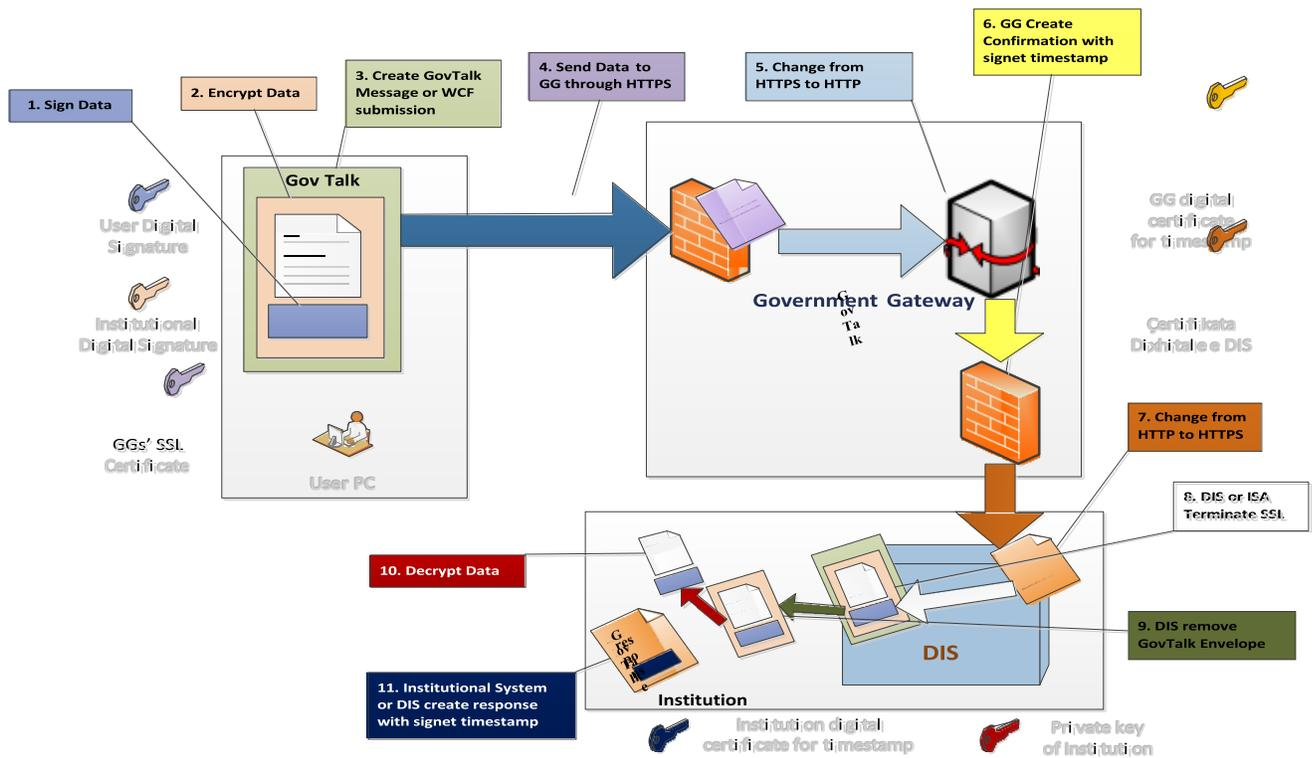 6. GG Create
Confirmation with
signet timestamp
3. Create GovTalk
Message or WCF
submission
4. Send Data to
GG through HTTPS
5. Change from
HTTPS to HTTP
2. Encrypt Data
1. Sign Data
Gov Talk
User Digital
Signature
Institutional
Digital Signature
GGs' SSL
Certificate
User PC
Government Gateway
Gov
Ta
lk
GG digital
certificate
for timestamp
Certifikata
Dixhitale e DIS
7. Change from
HTTP to HTTPS
8. DIS or ISA
Terminate SSL
10. Decrypt Data
9. DIS remove
GovTalk Envelope
DIS
11. Institutional System
or DIS create response
with signet timestamp
Institution
Institution digital
certificate for timestamp
Private key
of Institution